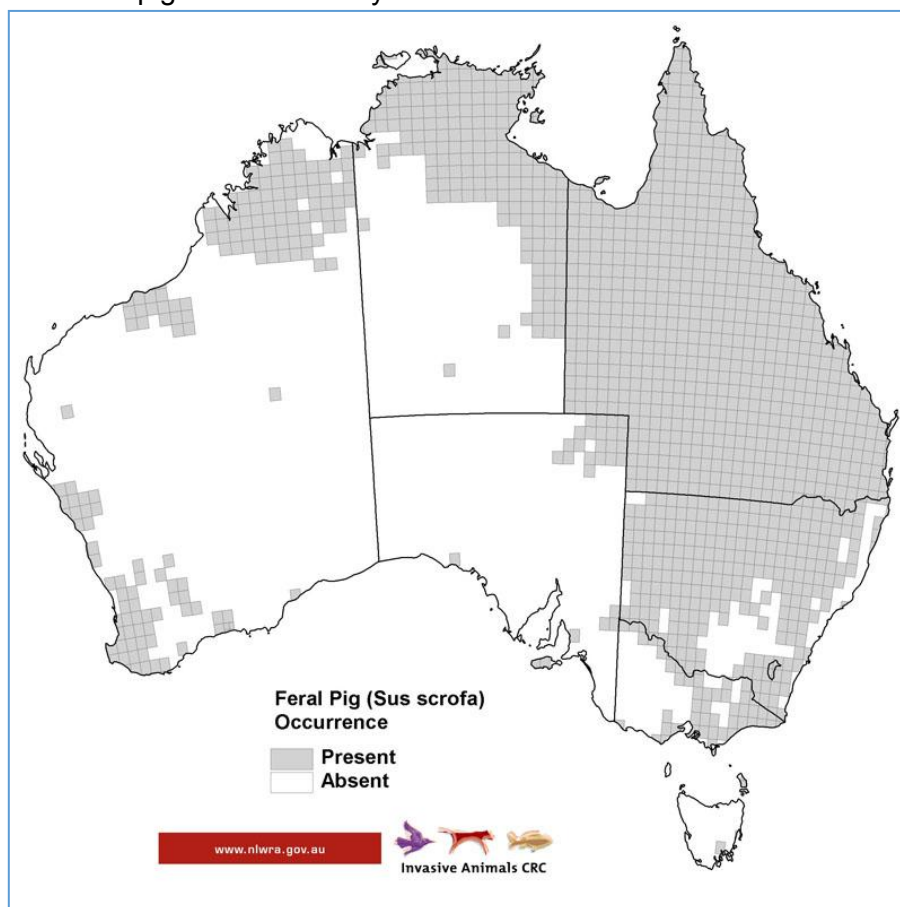 Feral Pig (Sus scrofa)
Occurrence
Present
Absent
www.nlwra.gov.au
Invasive Animals CRC